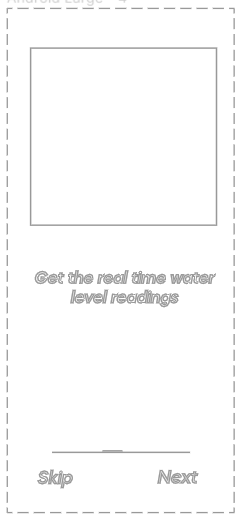 Android Large - 4
Get the real time water
level readings
Skip
Next